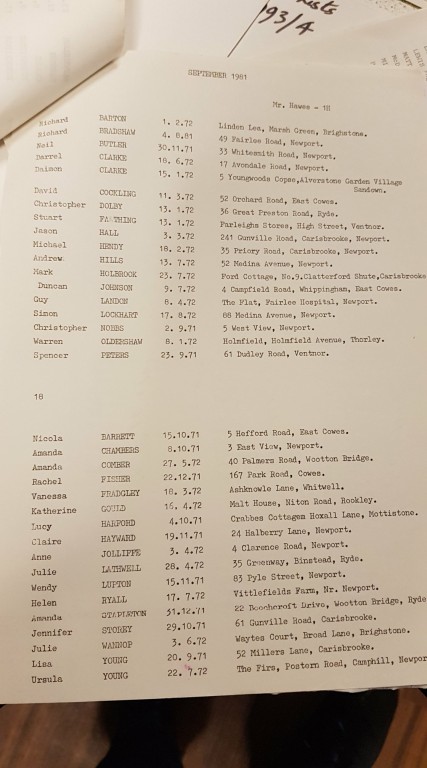 93/4
SEPTEMBER 1981
Mr. Hawes - 1H
Richard BARTON 1. 2.72 Linden Lea, Marsh Green, Brighstone.
Richard BRADSHAW 4. 8.81 49 Fairlee Road, Newport.
Neil BUTLER 30.11.71 33 Whitesmith Road, Newport.
Darrel CLARKE 18. 6.72 17 Avondale Road, Newport.
Daimon CLARKE 15. 1.72 5 Youngwoods Copse,Alverstone Garden Village
Sandown.
David COCKLING 11. 3.72 52 Orchard Road, East Cowes.
Christopher DOLBY 13. 1.72 36 Great Preston Road, Ryde.
Stuart FARTHING 13. 1.72 Farleighs Stores, High Street, Ventnor.
Jason HALL 3. 3.72 241 Gunville Road, Carisbrooke, Newport.
Michael HENDY 18. 2.72 35 Priory Road, Carisbrooke, Newport.
Andrew HILLS 13. 7.72 52 Medina Avenue, Newport.
Mark HOLBROOK 23. 7.72 Ford Cottage, No.9.Clatterford Shute,Carisbrooke
Duncan JOHNSON 9. 7.72 4 Campfield Road, Whippingham, East Cowes.
Guy LANDON 8. 4.72 The Flat, Fairlee Hospital, Newport.
Simon LOCKHART 17. 8.72 88 Medina Avenue, Newport.
Christopher NOBBS 2. 9.71 5 West View, Newport.
Warren OLDERSHAW 8. 1.72 Holmfield, Holmfield Avenue, Thorley.
Spencer PETERS 23. 9.71 61 Dudley Road, Ventnor.
18
Nicola BARRETT 15.10.71 5 Hefford Road, East Cowes.
Amanda CHAMBERS 8.10.71 3 East View, Newport.
Amanda COMBER 27. 5.72 40 Palmers Road, Wootton Bridge.
Rachel FISHER 22.12.71 167 Park Road, Cowes.
Vanessa FRADGLEY 18. 3.72 Ashknowle Lane, Whitwell.
Katherine GOULD 16. 4.72 Malt House, Niton Road, Rookley.
Lucy HARFORD 4.10.71 Crabbes Cottagem Hoxall Lane, Mottistone.
Claire HAYWARD 19.11.71 24 Halberry Lane, Newport.
Anne JOLLIFFE 3. 4.72 4 Clarence Road, Newport.
Julie LATHWELL 28. 4.72 35 Greenway, Binstead, Ryde.
Wendy LUPTON 15.11.71 83 Pyle Street, Newport.
Helen RYALL 17. 7.72 Vittlefields Farm, Nr. Newport.
Amanda STAPLETON 31.12.71 22 Beechcroft Drive, Wootton Bridge, Ryde
Jennifer STOREY 29.10.71 61 Gunville Road, Carisbrooke.
Julie WANNOP 3. 6.72 Waytes Court, Broad Lane, Brighstone.
Lisa YOUNG 20. 9.71 52 Millers Lane, Carisbrooke.
Ursula YOUNG 22. 7.72 The Firs, Postern Road, Camphill, Newpor